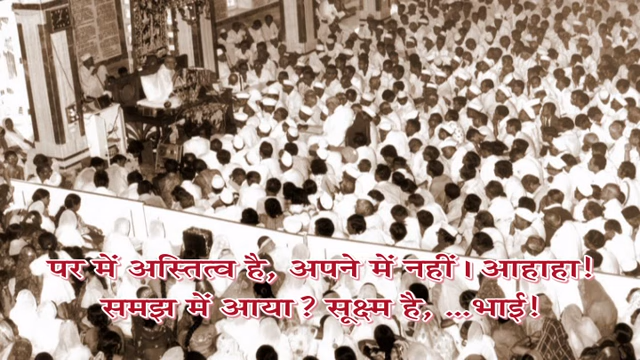 पर में अस्तित्व है, अपने में नहीं। आहाहा!
समझ में आया? सूक्ष्म है, ...भाई!